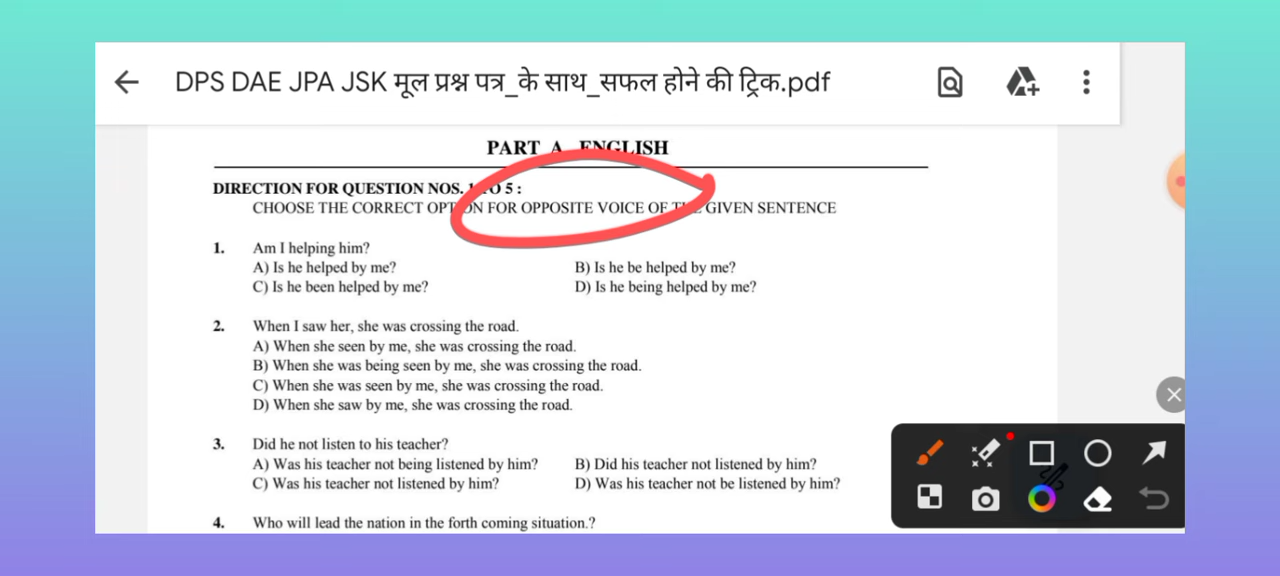 DPS DAE JPA JSK मूल प्रश्न पत्र_के साथ_सफल होने की ट्रिक.pdf
PART A ENGLISH
DIRECTION FOR QUESTION NOS. 1 TO 5 :
CHOOSE THE CORRECT OPTION FOR OPPOSITE VOICE OF THE GIVEN SENTENCE
1. Am I helping him?
A) Is he helped by me? B) Is he be helped by me?
C) Is he been helped by me? D) Is he being helped by me?
2. When I saw her, she was crossing the road.
A) When she seen by me, she was crossing the road.
B) When she was being seen by me, she was crossing the road.
C) When she was seen by me, she was crossing the road.
D) When she saw by me, she was crossing the road.
3. Did he not listen to his teacher?
A) Was his teacher not being listened by him? B) Did his teacher not listened by him?
C) Was his teacher not listened by him? D) Was his teacher not be listened by him?
4. Who will lead the nation in the forth coming situation.?